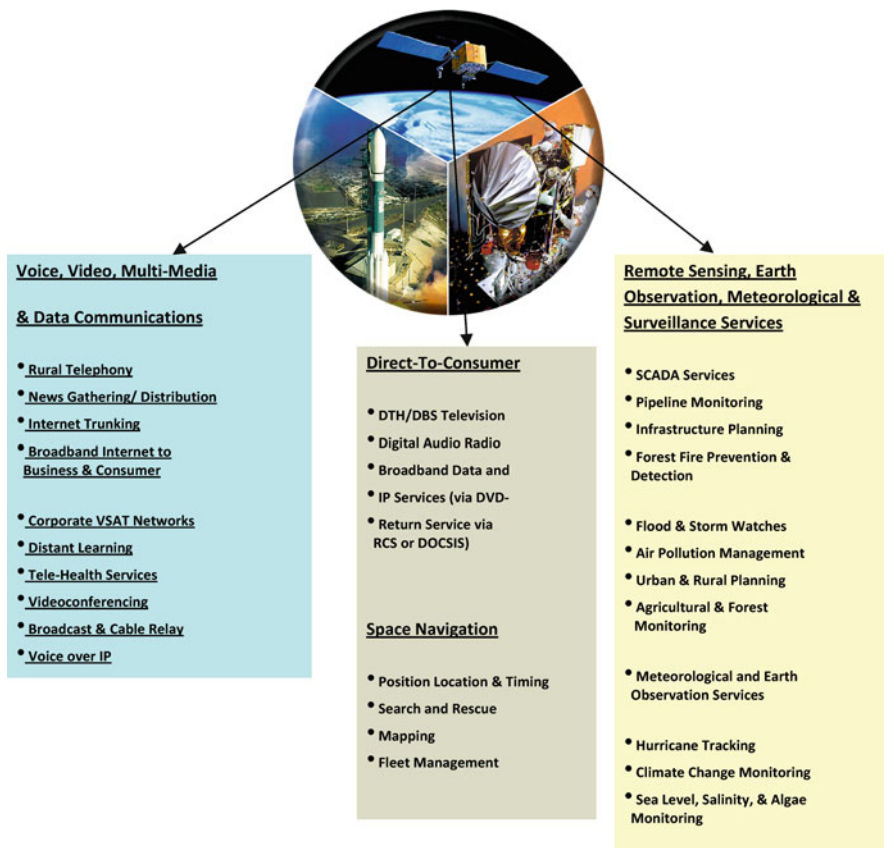 Voice, Video, Multi-Media
& Data Communications
• Rural Telephony
• News Gathering/ Distribution
• Internet Trunking
• Broadband Internet to
Business & Consumer
• Corporate VSAT Networks
• Distant Learning
• Tele-Health Services
• Videoconferencing
• Broadcast & Cable Relay
• Voice over IP
Direct-To-Consumer
• DTH/DBS Television
• Digital Audio Radio
• Broadband Data and
• IP Services (via DVD-
• Return Service via
RCS or DOCSIS)
Space Navigation
• Position Location & Timing
• Search and Rescue
• Mapping
• Fleet Management
Remote Sensing, Earth
Observation, Meteorological &
Surveillance Services
• SCADA Services
• Pipeline Monitoring
• Infrastructure Planning
• Forest Fire Prevention &
Detection
• Flood & Storm Watches
• Air Pollution Management
• Urban & Rural Planning
• Agricultural & Forest
Monitoring
• Meteorological and Earth
Observation Services
• Hurricane Tracking
• Climate Change Monitoring
• Sea Level, Salinity, & Algae
Monitoring